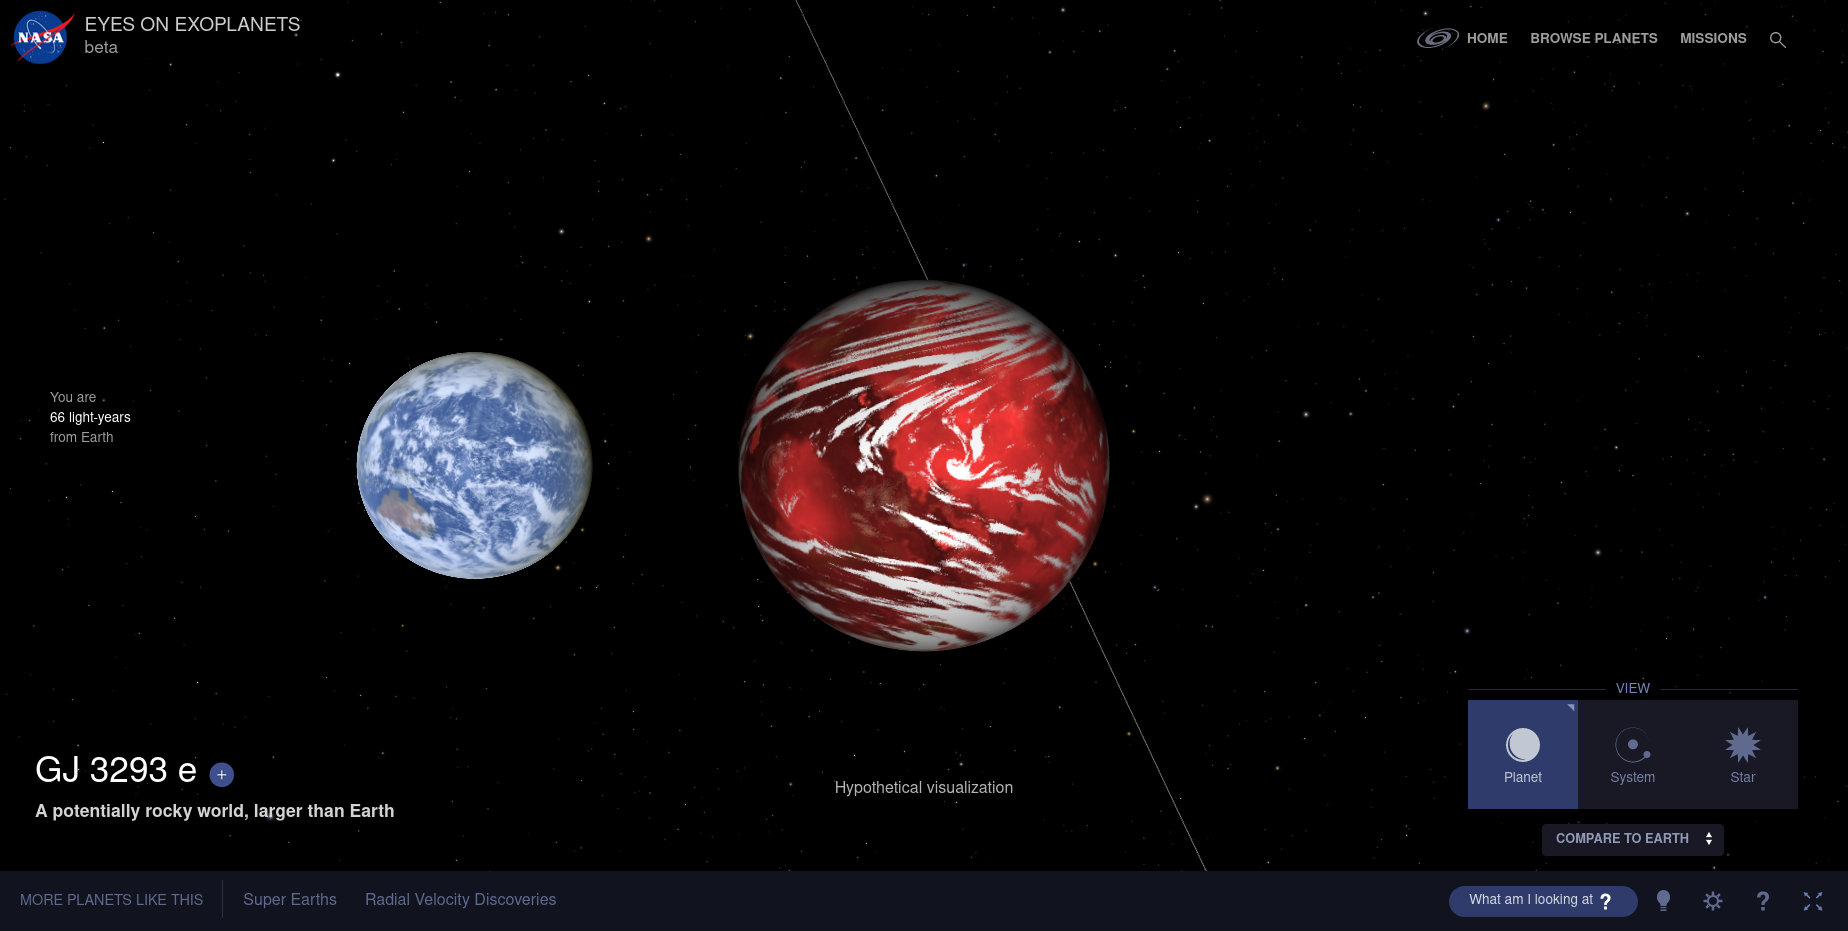 NASA
EYES ON EXOPLANETS
beta
HOME
BROWSE PLANETS
MISSIONS
You are
66 light-years
from Earth
GJ 3293 e +
A potentially rocky world, larger than Earth
Hypothetical visualization
VIEW
Planet
System
Star
COMPARE TO EARTH
MORE PLANETS LIKE THIS
Super Earths
Radial Velocity Discoveries
What am I looking at ?
?